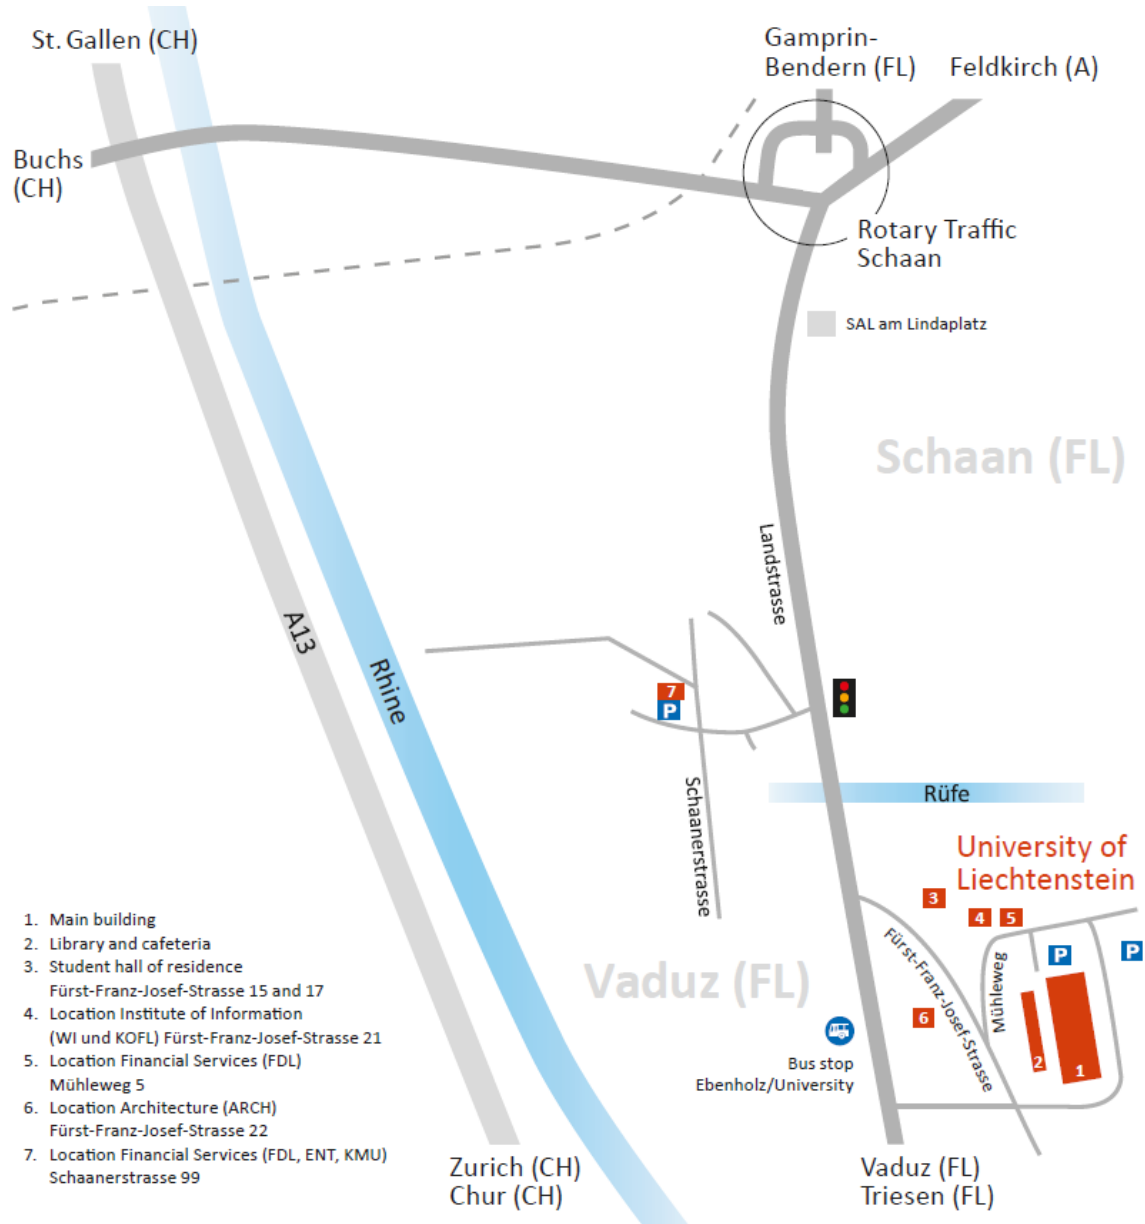 St. Gallen (CH)
Gamprin-
Bendern (FL)
Feldkirch (A)
Buchs
(CH)
Rotary Traffic
Schaan
SAL am Lindaplatz
Schaan (FL)
Landstrasse
A13
Rhine
7
P
Schaanerstrasse
Rüfe
University of
Liechtenstein
3
4
5
P
P
Fürst-Franz-Josef-Strasse
Mühleweg
6
2
1
Vaduz (FL)
Bus stop
Ebenholz/University
1. Main building
2. Library and cafeteria
3. Student hall of residence
Fürst-Franz-Josef-Strasse 15 and 17
4. Location Institute of Information
(WI und KOFL) Fürst-Franz-Josef-Strasse 21
5. Location Financial Services (FDL)
Mühleweg 5
6. Location Architecture (ARCH)
Fürst-Franz-Josef-Strasse 22
7. Location Financial Services (FDL, ENT, KMU)
Schaanerstrasse 99
Zurich (CH)
Chur (CH)
Vaduz (FL)
Triesen (FL)